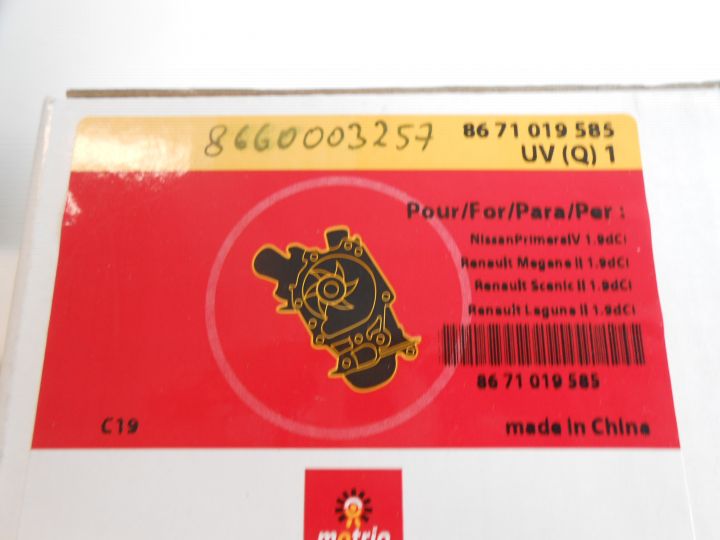 8660003257
86 71 019 585
UV (Q) 1
Pour/For/Para/Per :
NissanPrimeraIV 1.9dCi
Renault Megane II 1.9dCi
Renault Scenic II 1.9dCi
Renault Laguna II 1.9dCi
86 71 019 585
C19
made in China
motrio